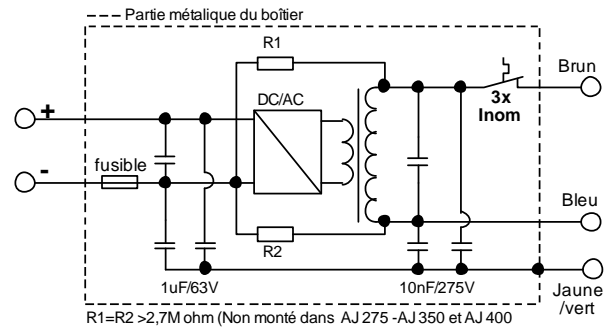 Partie métalique du boîtier
R1
Brun
DC/AC
3x
Inom
+
-
fusible
Bleu
R2
Jaune
/vert
1uF/63V
10nF/275V
R1=R2 >2,7M ohm (Non monté dans AJ 275 -AJ 350 et AJ 400